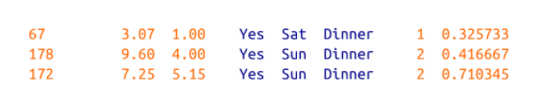 67 3.07 1.00 Yes Sat Dinner 1 0.325733
178 9.60 4.00 Yes Sun Dinner 2 0.416667
172 7.25 5.15 Yes Sun Dinner 2 0.710345